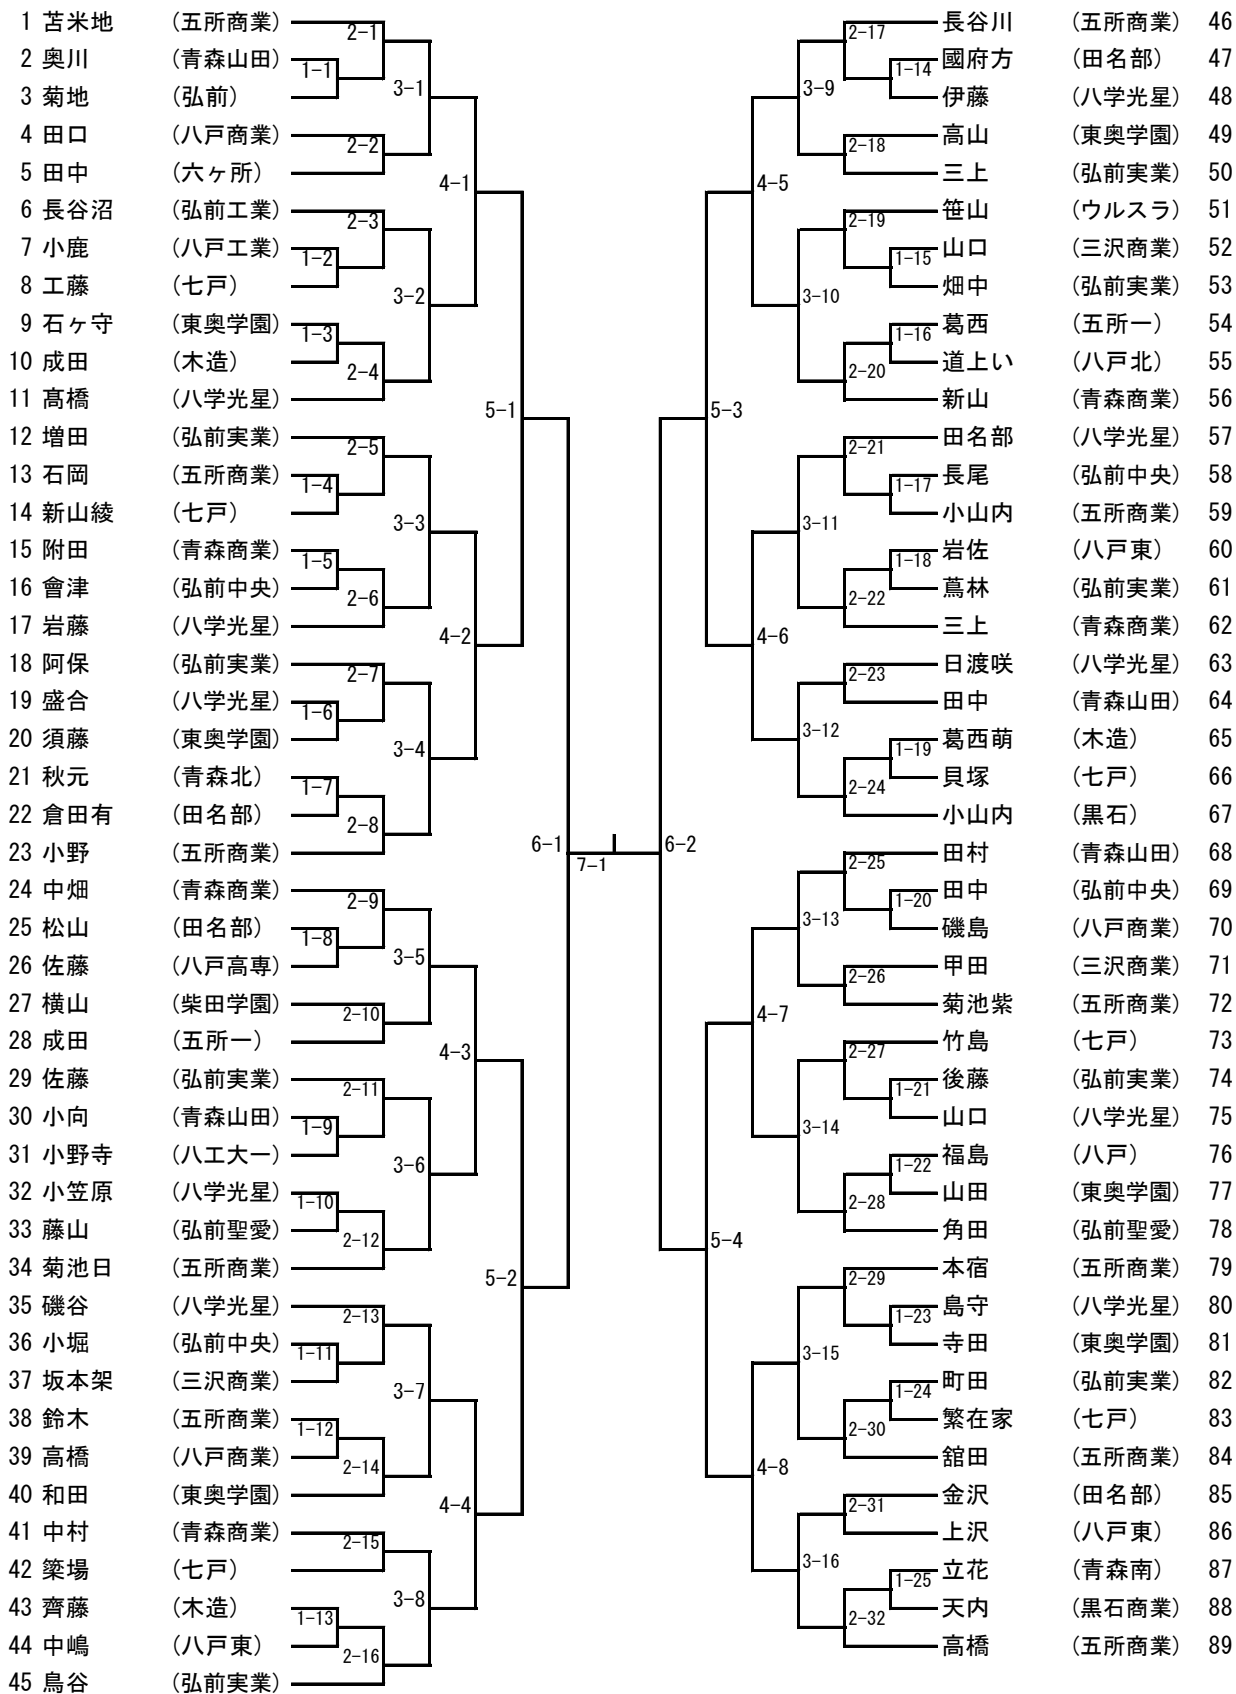 1 苫米地 (五所商業)
2 奥川 (青森山田)
3 菊地 (弘前)
4 田口 (八戸商業)
5 田中 (六ヶ所)
6 長谷沼 (弘前工業)
7 小鹿 (八戸工業)
8 工藤 (七戸)
9 石ヶ守 (東奥学園)
10 成田 (木造)
11 髙橋 (八学光星)
12 増田 (弘前実業)
13 石岡 (五所商業)
14 新山綾 (七戸)
15 附田 (青森商業)
16 會津 (弘前中央)
17 岩藤 (八学光星)
18 阿保 (弘前実業)
19 盛合 (八学光星)
20 須藤 (東奥学園)
21 秋元 (青森北)
22 倉田有 (田名部)
23 小野 (五所商業)
24 中畑 (青森商業)
25 松山 (田名部)
26 佐藤 (八戸高専)
27 横山 (柴田学園)
28 成田 (五所一)
29 佐藤 (弘前実業)
30 小向 (青森山田)
31 小野寺 (八工大一)
32 小笠原 (八学光星)
33 藤山 (弘前聖愛)
34 菊池日 (五所商業)
35 磯谷 (八学光星)
36 小堀 (弘前中央)
37 坂本架 (三沢商業)
38 鈴木 (五所商業)
39 高橋 (八戸商業)
40 和田 (東奥学園)
41 中村 (青森商業)
42 簗場 (七戸)
43 齊藤 (木造)
44 中嶋 (八戸東)
45 鳥谷 (弘前実業)
1-1
1-2
1-3
1-4
1-5
1-6
1-7
1-8
1-9
1-10
1-11
1-12
1-13
2-1
2-2
2-3
2-4
2-5
2-6
2-7
2-8
2-9
2-10
2-11
2-12
2-13
2-14
2-15
2-16
3-1
3-2
3-3
3-4
3-5
3-6
3-7
3-8
4-1
4-2
4-3
4-4
5-1
5-2
6-1
7-1
6-2
5-3
5-4
4-5
4-6
4-7
4-8
3-9
3-10
3-11
3-12
3-13
3-14
3-15
3-16
2-17
2-18
2-19
2-20
2-21
2-22
2-23
2-24
2-25
2-26
2-27
2-28
2-29
2-30
2-31
2-32
1-14
1-15
1-16
1-17
1-18
1-19
1-20
1-21
1-22
1-23
1-24
1-25
長谷川 (五所商業) 46
國府方 (田名部) 47
伊藤 (八学光星) 48
高山 (東奥学園) 49
三上 (弘前実業) 50
笹山 (ウルスラ) 51
山口 (三沢商業) 52
畑中 (弘前実業) 53
葛西 (五所一) 54
道上い (八戸北) 55
新山 (青森商業) 56
田名部 (八学光星) 57
長尾 (弘前中央) 58
小山内 (五所商業) 59
岩佐 (八戸東) 60
蔦林 (弘前実業) 61
三上 (青森商業) 62
日渡咲 (八学光星) 63
田中 (青森山田) 64
葛西萌 (木造) 65
貝塚 (七戸) 66
小山内 (黒石) 67
田村 (青森山田) 68
田中 (弘前中央) 69
磯島 (八戸商業) 70
甲田 (三沢商業) 71
菊池紫 (五所商業) 72
竹島 (七戸) 73
後藤 (弘前実業) 74
山口 (八学光星) 75
福島 (八戸) 76
山田 (東奥学園) 77
角田 (弘前聖愛) 78
本宿 (五所商業) 79
島守 (八学光星) 80
寺田 (東奥学園) 81
町田 (弘前実業) 82
繁在家 (七戸) 83
舘田 (五所商業) 84
金沢 (田名部) 85
上沢 (八戸東) 86
立花 (青森南) 87
天内 (黒石商業) 88
高橋 (五所商業) 89